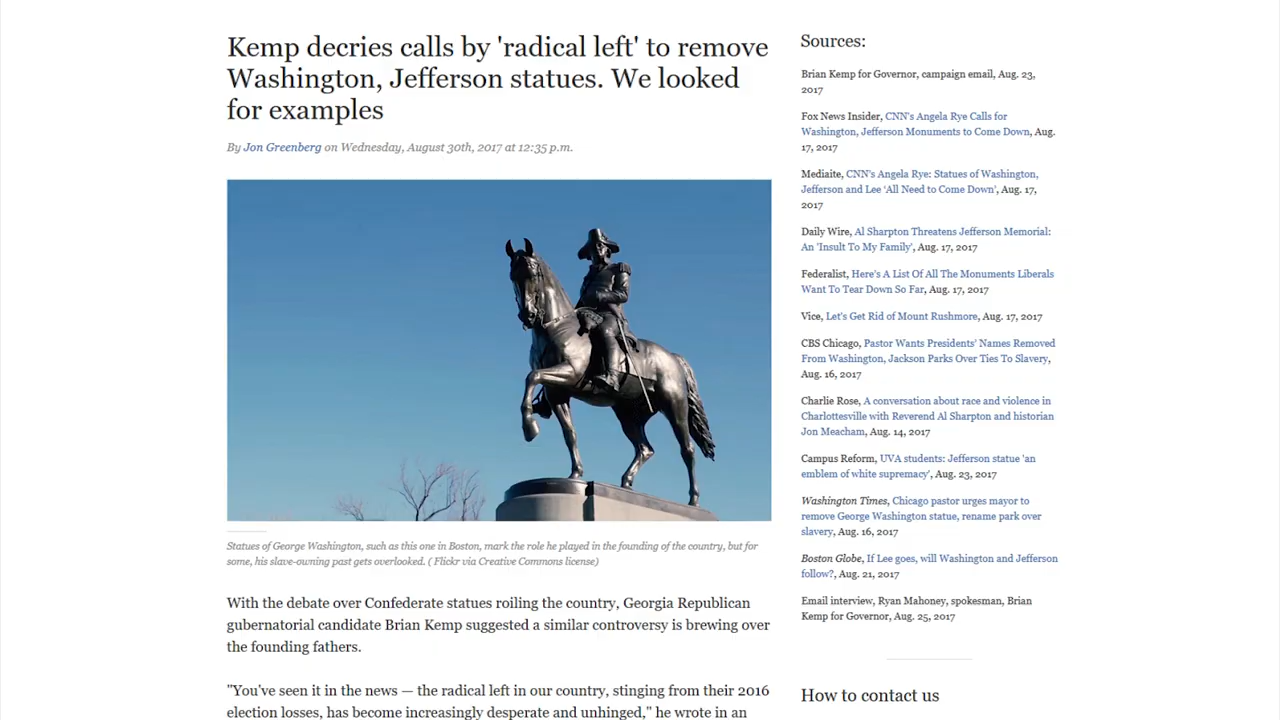 Kemp decries calls by 'radical left' to remove
Washington, Jefferson statues. We looked
for examples
By Jon Greenberg on Wednesday, August 30th, 2017 at 12:35 p.m.
Statues of George Washington, such as this one in Boston, mark the role he played in the founding of the country, but for
some, his slave-owning past gets overlooked. ( Flickr via Creative Commons license)
With the debate over Confederate statues roiling the country, Georgia Republican
gubernatorial candidate Brian Kemp suggested a similar controversy is brewing over
the founding fathers.
"You've seen it in the news — the radical left in our country, stinging from their 2016
election losses, has become increasingly desperate and unhinged," he wrote in an
Sources:
Brian Kemp for Governor, campaign email, Aug. 23,
2017
Fox News Insider, CNN's Angela Rye Calls for
Washington, Jefferson Monuments to Come Down, Aug.
17, 2017
Mediaite, CNN's Angela Rye: Statues of Washington,
Jefferson and Lee 'All Need to Come Down', Aug. 17,
2017
Daily Wire, Al Sharpton Threatens Jefferson Memorial:
An 'Insult To My Family', Aug. 17, 2017
Federalist, Here's A List Of All The Monuments Liberals
Want To Tear Down So Far, Aug. 17, 2017
Vice, Let's Get Rid of Mount Rushmore, Aug. 17, 2017
CBS Chicago, Pastor Wants Presidents' Names Removed
From Washington, Jackson Parks Over Ties To Slavery,
Aug. 16, 2017
Charlie Rose, A conversation about race and violence in
Charlottesville with Reverend Al Sharpton and historian
Jon Meacham, Aug. 14, 2017
Campus Reform, UVA students: Jefferson statue 'an
emblem of white supremacy', Aug. 23, 2017
Washington Times, Chicago pastor urges mayor to
remove George Washington statue, rename park over
slavery, Aug. 16, 2017
Boston Globe, If Lee goes, will Washington and Jefferson
follow?, Aug. 21, 2017
Email interview, Ryan Mahoney, spokesman, Brian
Kemp for Governor, Aug. 25, 2017
How to contact us